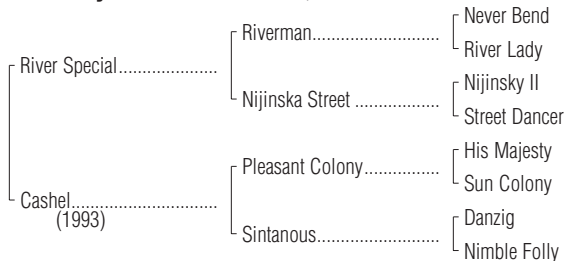 Never Bend
Riverman
River Lady
River Special
Nijinsky II
Nijinska Street
Street Dancer
His Majesty
Pleasant Colony
Sun Colony
Cashel
(1993)
Danzig
Sintanous
Nimble Folly